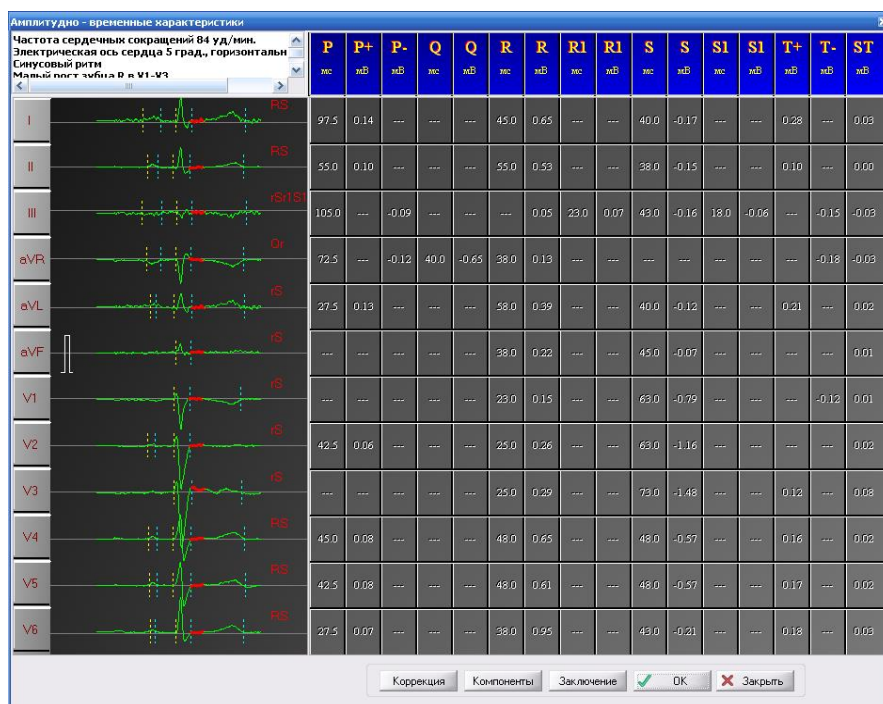 Амплитудно - временные характеристики
Частота сердечных сокращений 84 уд/мин.
Электрическая ось сердца 5 град., горизонтальн
Синусовый ритм
Малый рост зубца R в V1-V3
P P+ P- Q Q R R R1 R1 S S S1 S1 T+ T- ST
мс мВ мВ мс мВ мс мВ мс мВ мс мВ мс мВ мВ мВ мВ
I RS 97.5 0.14 --- --- --- 45.0 0.65 --- --- 40.0 -0.17 --- --- 0.28 --- 0.03
II RS 55.0 0.10 --- --- --- 55.0 0.53 --- --- 38.0 -0.15 --- --- 0.10 --- 0.00
III rSr1S1 105.0 --- -0.09 --- --- --- 0.05 23.0 0.07 43.0 -0.16 18.0 -0.06 --- -0.15 -0.03
aVR Qr 72.5 --- -0.12 40.0 -0.65 38.0 0.13 --- --- --- --- --- --- --- -0.18 -0.03
aVL rS 27.5 0.13 --- --- --- 58.0 0.39 --- --- 40.0 -0.12 --- --- 0.21 --- 0.02
aVF rS --- --- --- --- --- 38.0 0.22 --- --- 45.0 -0.07 --- --- --- --- 0.01
V1 rS --- --- --- --- --- 23.0 0.15 --- --- 63.0 -0.79 --- --- --- -0.12 0.01
V2 rS 42.5 0.06 --- --- --- 25.0 0.26 --- --- 63.0 -1.16 --- --- --- --- 0.02
V3 rS --- --- --- --- --- 25.0 0.29 --- --- 73.0 -1.48 --- --- 0.12 --- 0.08
V4 RS 45.0 0.08 --- --- --- 48.0 0.65 --- --- 48.0 -0.57 --- --- 0.16 --- 0.02
V5 RS 42.5 0.08 --- --- --- 48.0 0.61 --- --- 48.0 -0.57 --- --- 0.17 --- 0.02
V6 RS 27.5 0.07 --- --- --- 38.0 0.95 --- --- 43.0 -0.21 --- --- 0.18 --- 0.03
Коррекция Компоненты Заключение OK Закрыть